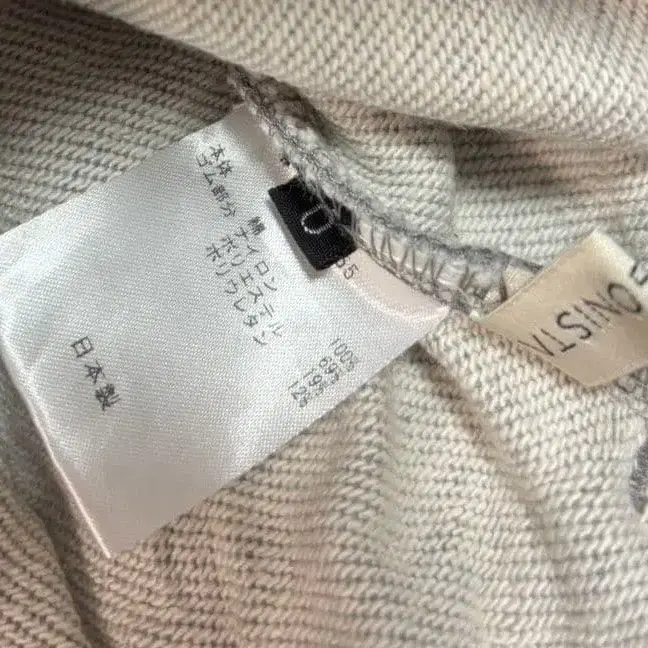 本体 綿 100%
ゴム部分 ナイロン 69%
ポリエステル 19%
ポリウレタン 12%
日本製
ONISTA